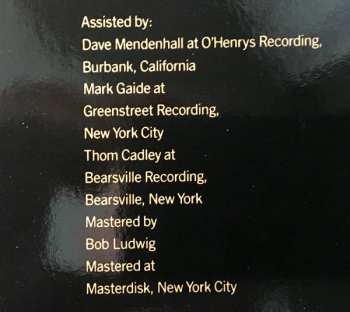 Assisted by:
Dave Mendenhall at O'Henrys Recording,
Burbank, California
Mark Gaide at
Greenstreet Recording,
New York City
Thom Cadley at
Bearsville Recording,
Bearsville, New York
Mastered by
Bob Ludwig
Mastered at
Masterdisk, New York City